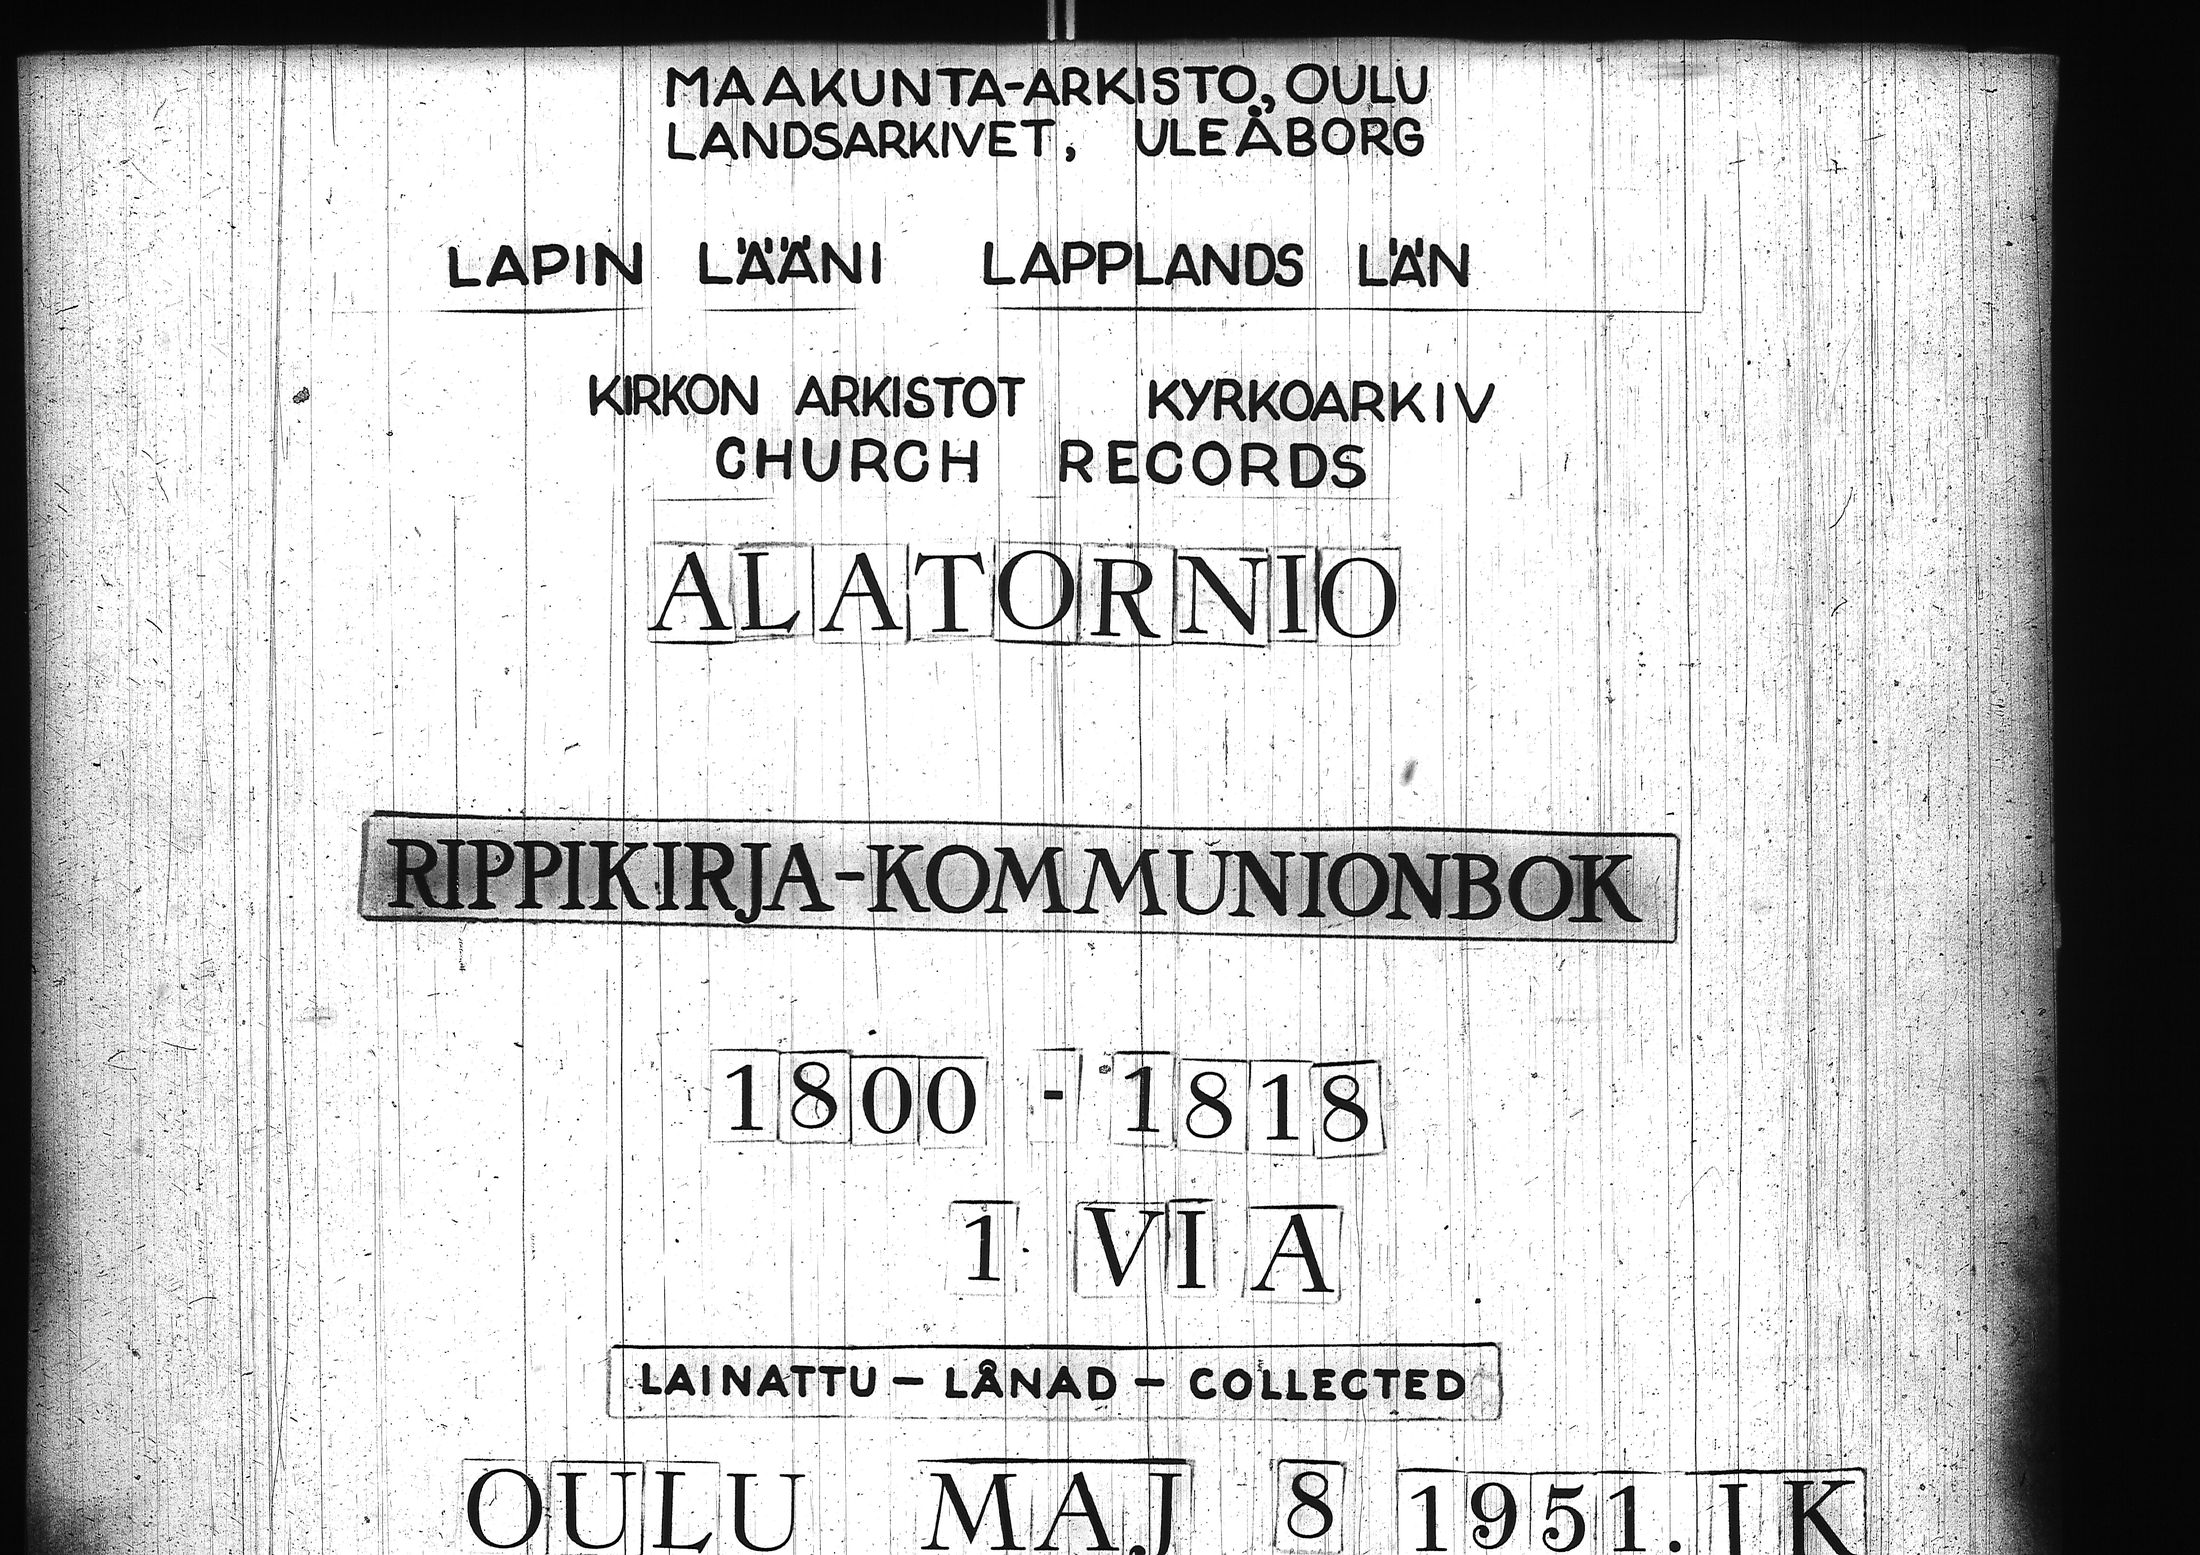 MAAKUNTA-ARKISTO, OULU
LANDSARKIVET, ULEÅBORG
LAPIN LÄÄNI LAPPLANDS LÄN
KIRKON ARKISTOT KYRKOARKIV
CHURCH RECORDS
ALATORNIO
RIPPIKIRJA-KOMMUNIONBOK
1800 - 1818
1 VI A
LAINATTU - LÅNAD - COLLECTED
OULU MAJ 8 1951. I K